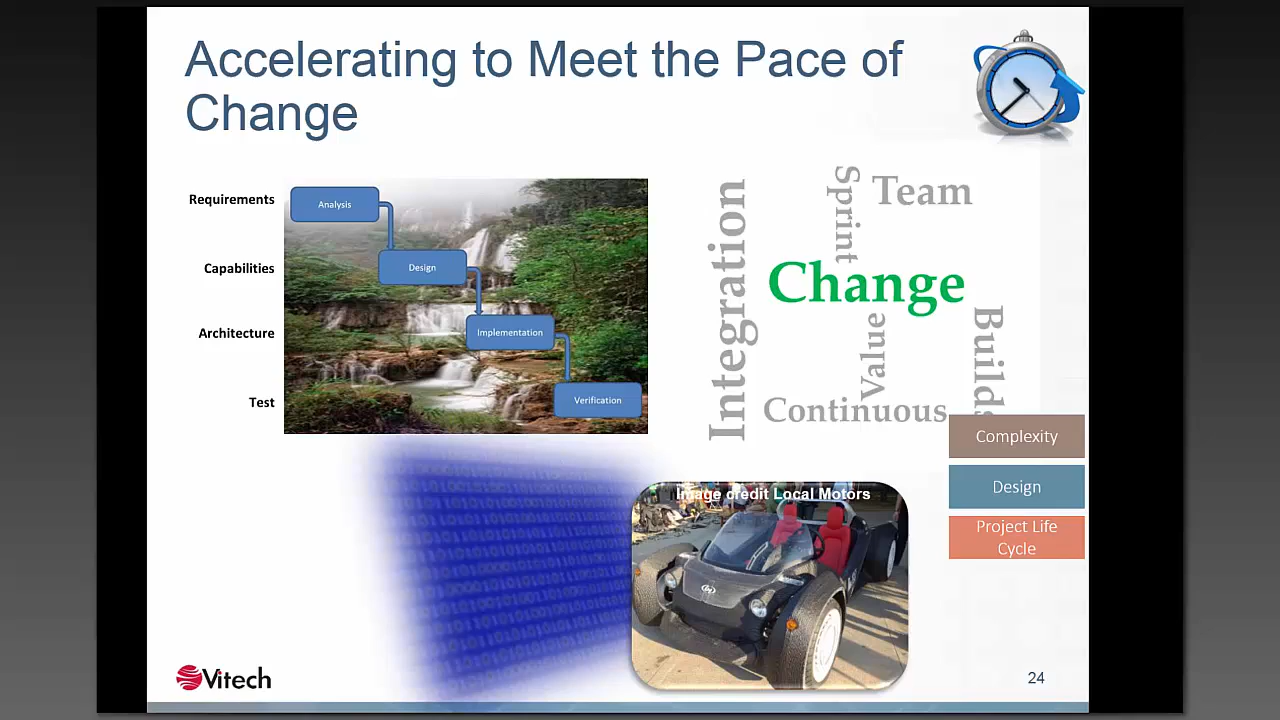 Accelerating to Meet the Pace of
Change
Requirements
Analysis
Capabilities
Design
Architecture
Implementation
Test
Verification
Integration
Sprint
Team
Change
Value
Builds
Continuous
Complexity
Design
Project Life
Cycle
Image credit Local Motors
Vitech
24